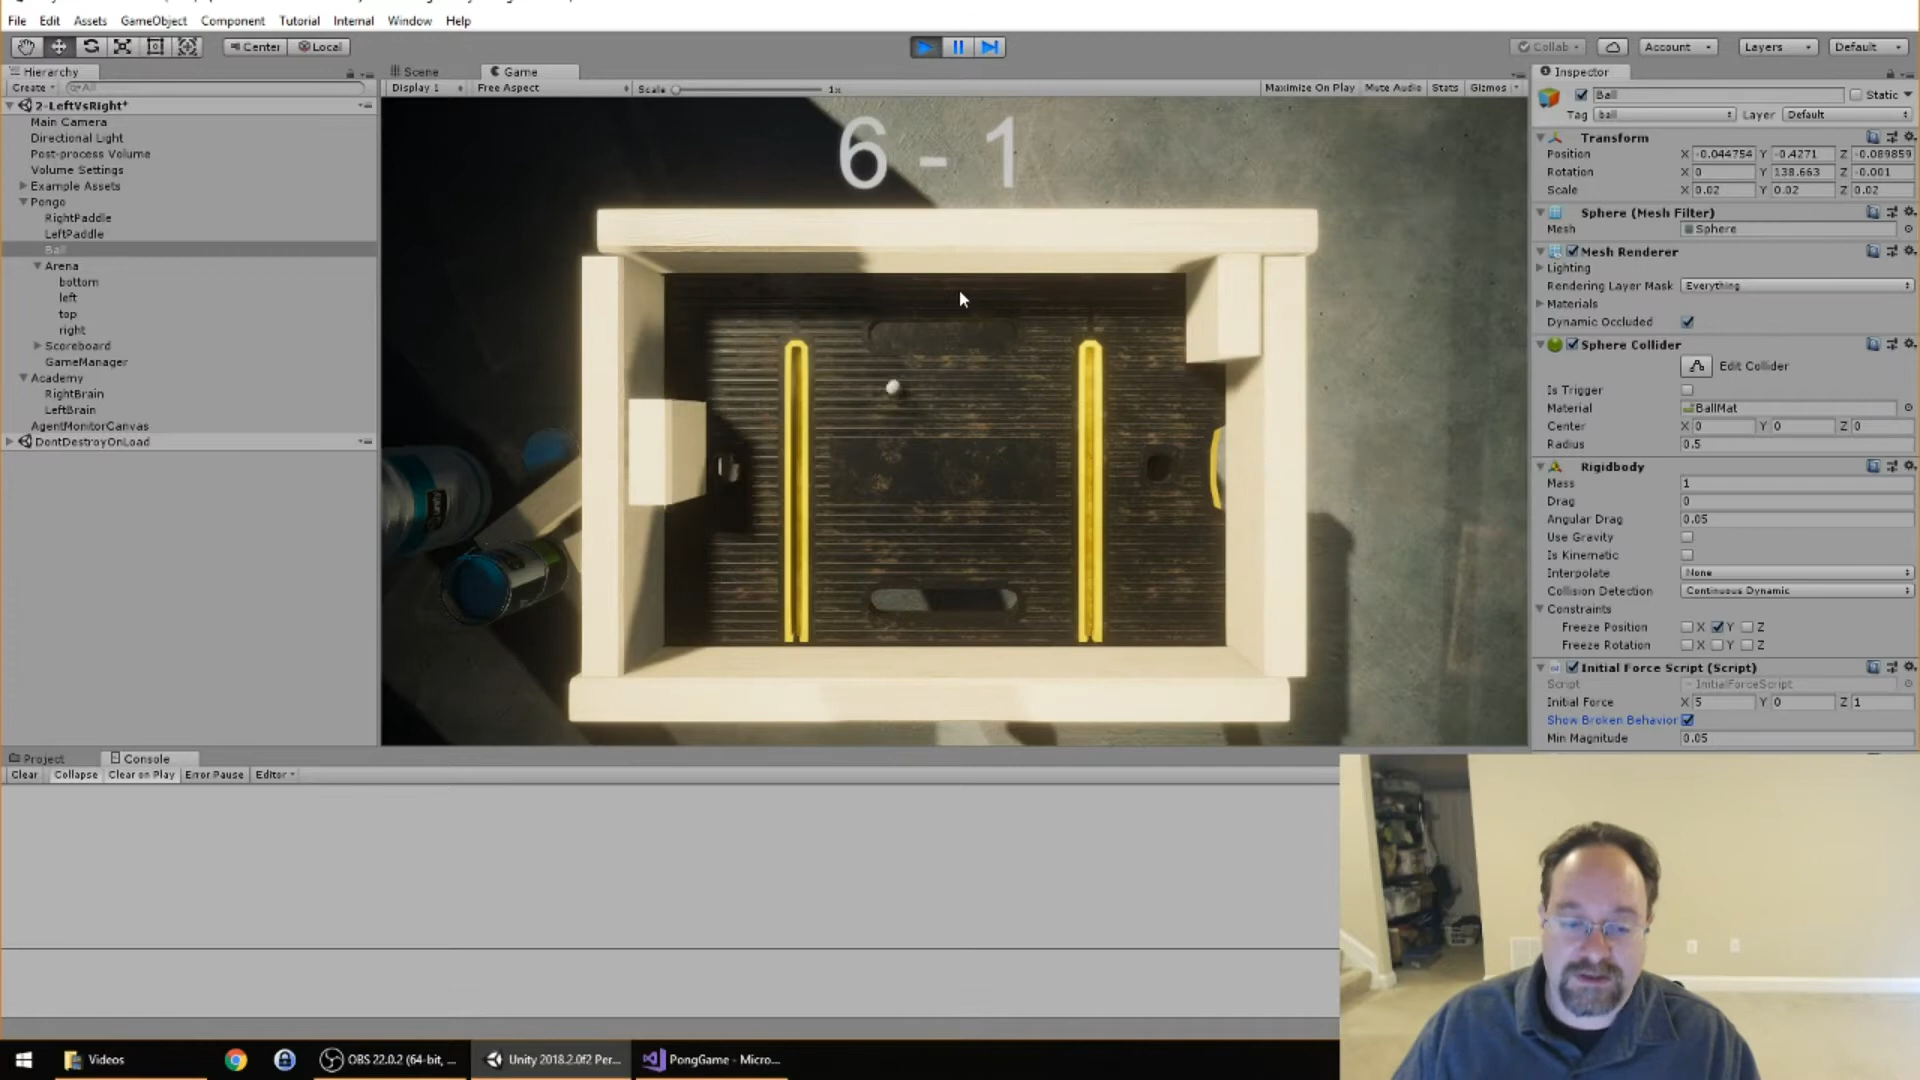 File Edit Assets GameObject Component Tutorial Internal Window Help
Center Local Collab Account Layers Default
Hierarchy
Create All
2-LeftVsRight*
Main Camera
Directional Light
Post-process Volume
Volume Settings
Example Assets
Pongo
RightPaddle
LeftPaddle
Ball
Arena
bottom
left
top
right
Scoreboard
GameManager
Academy
RightBrain
LeftBrain
AgentMonitorCanvas
DontDestroyOnLoad
Scene Game
Display 1 Free Aspect Scale 1x Maximize On Play Mute Audio Stats Gizmos
6 - 1
Inspector
Ball Static
Tag ball Layer Default
Transform
Position X -0.044754 Y -0.4271 Z -0.089859
Rotation X 0 Y 138.663 Z -0.001
Scale X 0.02 Y 0.02 Z 0.02
Sphere (Mesh Filter)
Mesh Sphere
Mesh Renderer
Lighting
Rendering Layer Mask Everything
Materials
Dynamic Occluded
Sphere Collider
Edit Collider
Is Trigger
Material BallMat
Center X 0 Y 0 Z 0
Radius 0.5
Rigidbody
Mass 1
Drag 0
Angular Drag 0.05
Use Gravity
Is Kinematic
Interpolate None
Collision Detection Continuous Dynamic
Constraints
Freeze Position X Y Z
Freeze Rotation X Y Z
Initial Force Script (Script)
Script InitialForceScript
Initial Force X 5 Y 0 Z 1
Show Broken Behavior
Min Magnitude 0.05
Project Console
Clear Collapse Clear on Play Error Pause Editor
Videos OBS 22.0.2 (64-bit, ... Unity 2018.2.0f2 Per... PongGame - Micro...